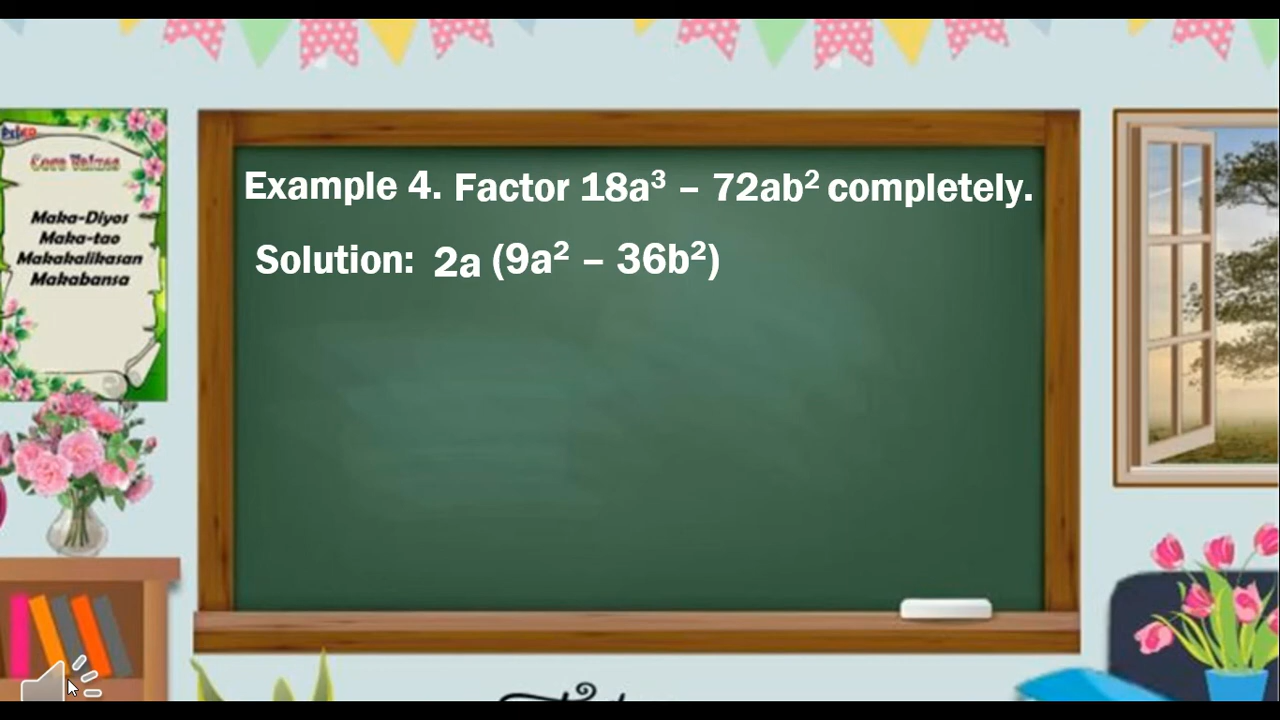 Example 4. Factor 18a³ – 72ab² completely.
Solution: 2a (9a² – 36b²)
Core Values
Maka-Diyos
Maka-tao
Makakalikasan
Makabansa